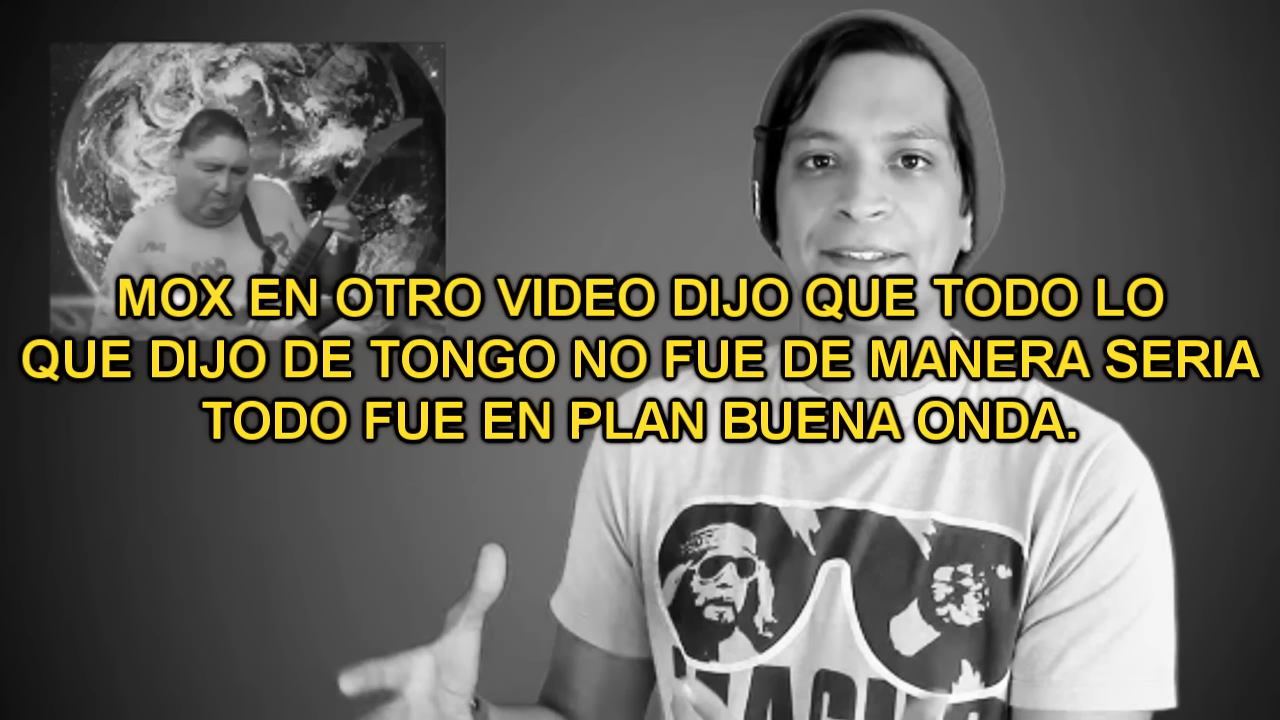 MOX EN OTRO VIDEO DIJO QUE TODO LO
QUE DIJO DE TONGO NO FUE DE MANERA SERIA
TODO FUE EN PLAN BUENA ONDA.